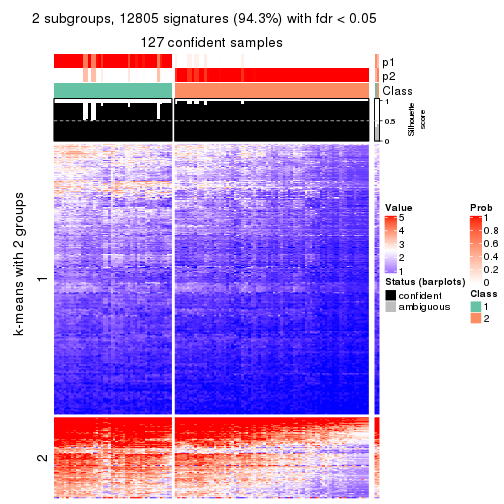 2 subgroups, 12805 signatures (94.3%) with fdr < 0.05
127 confident samples
p1
p2
Class
1
0.5
0
Silhouette
score
k-means with 2 groups
1
2
Value
5
4
3
2
1
Status (barplots)
confident
ambiguous
Prob
1
0.8
0.6
0.4
0.2
0
Class
1
2